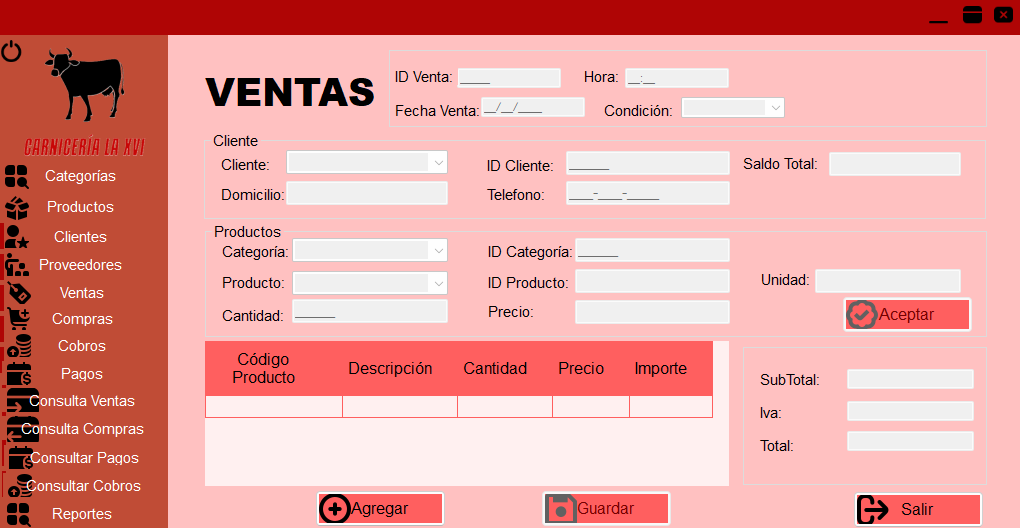 VENTAS
ID Venta: ____ Hora: __:__
Fecha Venta: __/__/____ Condición:
CARNICERÍA LA XVI
Categorías
Productos
Clientes
Proveedores
Ventas
Compras
Cobros
Pagos
Consulta Ventas
Consulta Compras
Consultar Pagos
Consultar Cobros
Reportes
Cliente
Cliente: ID Cliente: _____ Saldo Total:
Domicilio: Telefono: ___-___-____
Productos
Categoría: ID Categoría: _____
Producto: ID Producto: Unidad:
Cantidad: _____ Precio:
Aceptar
Código
Producto Descripción Cantidad Precio Importe
SubTotal:
Iva:
Total:
Agregar Guardar Salir